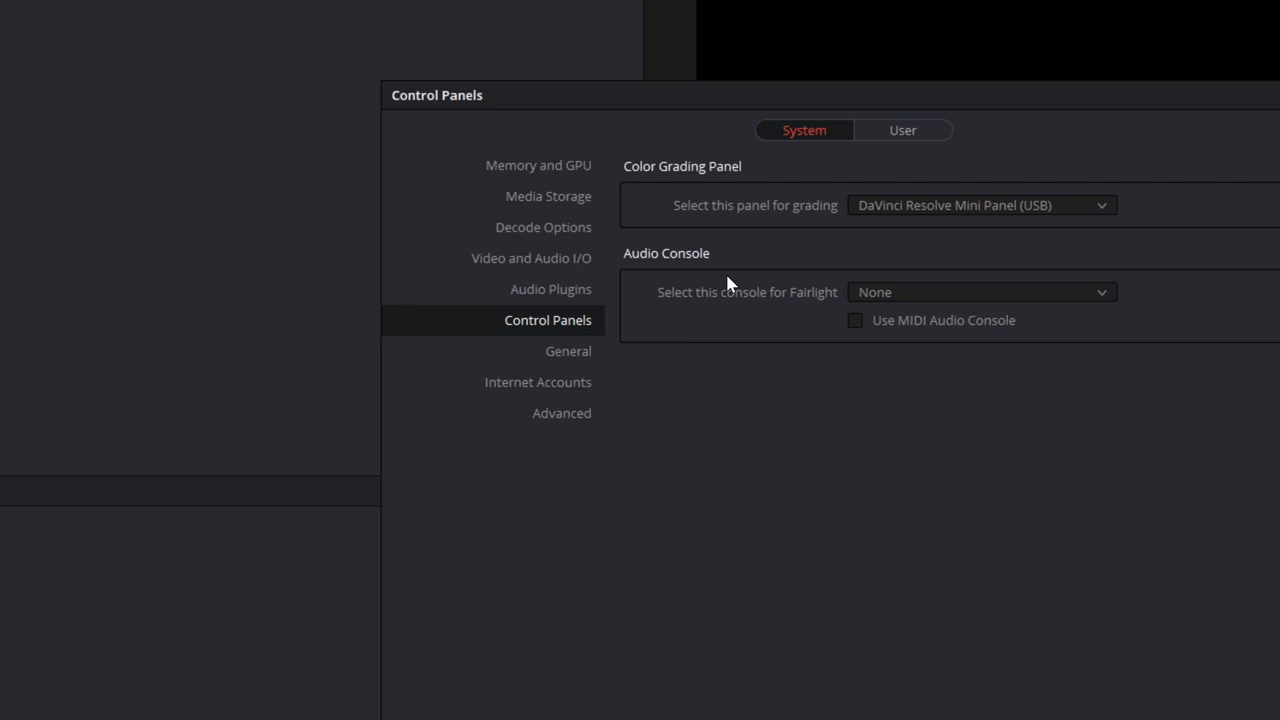 Control Panels
System
User
Memory and GPU
Media Storage
Decode Options
Video and Audio I/O
Audio Plugins
Control Panels
General
Internet Accounts
Advanced
Color Grading Panel
Select this panel for grading
DaVinci Resolve Mini Panel (USB)
Audio Console
Select this console for Fairlight
None
Use MIDI Audio Console